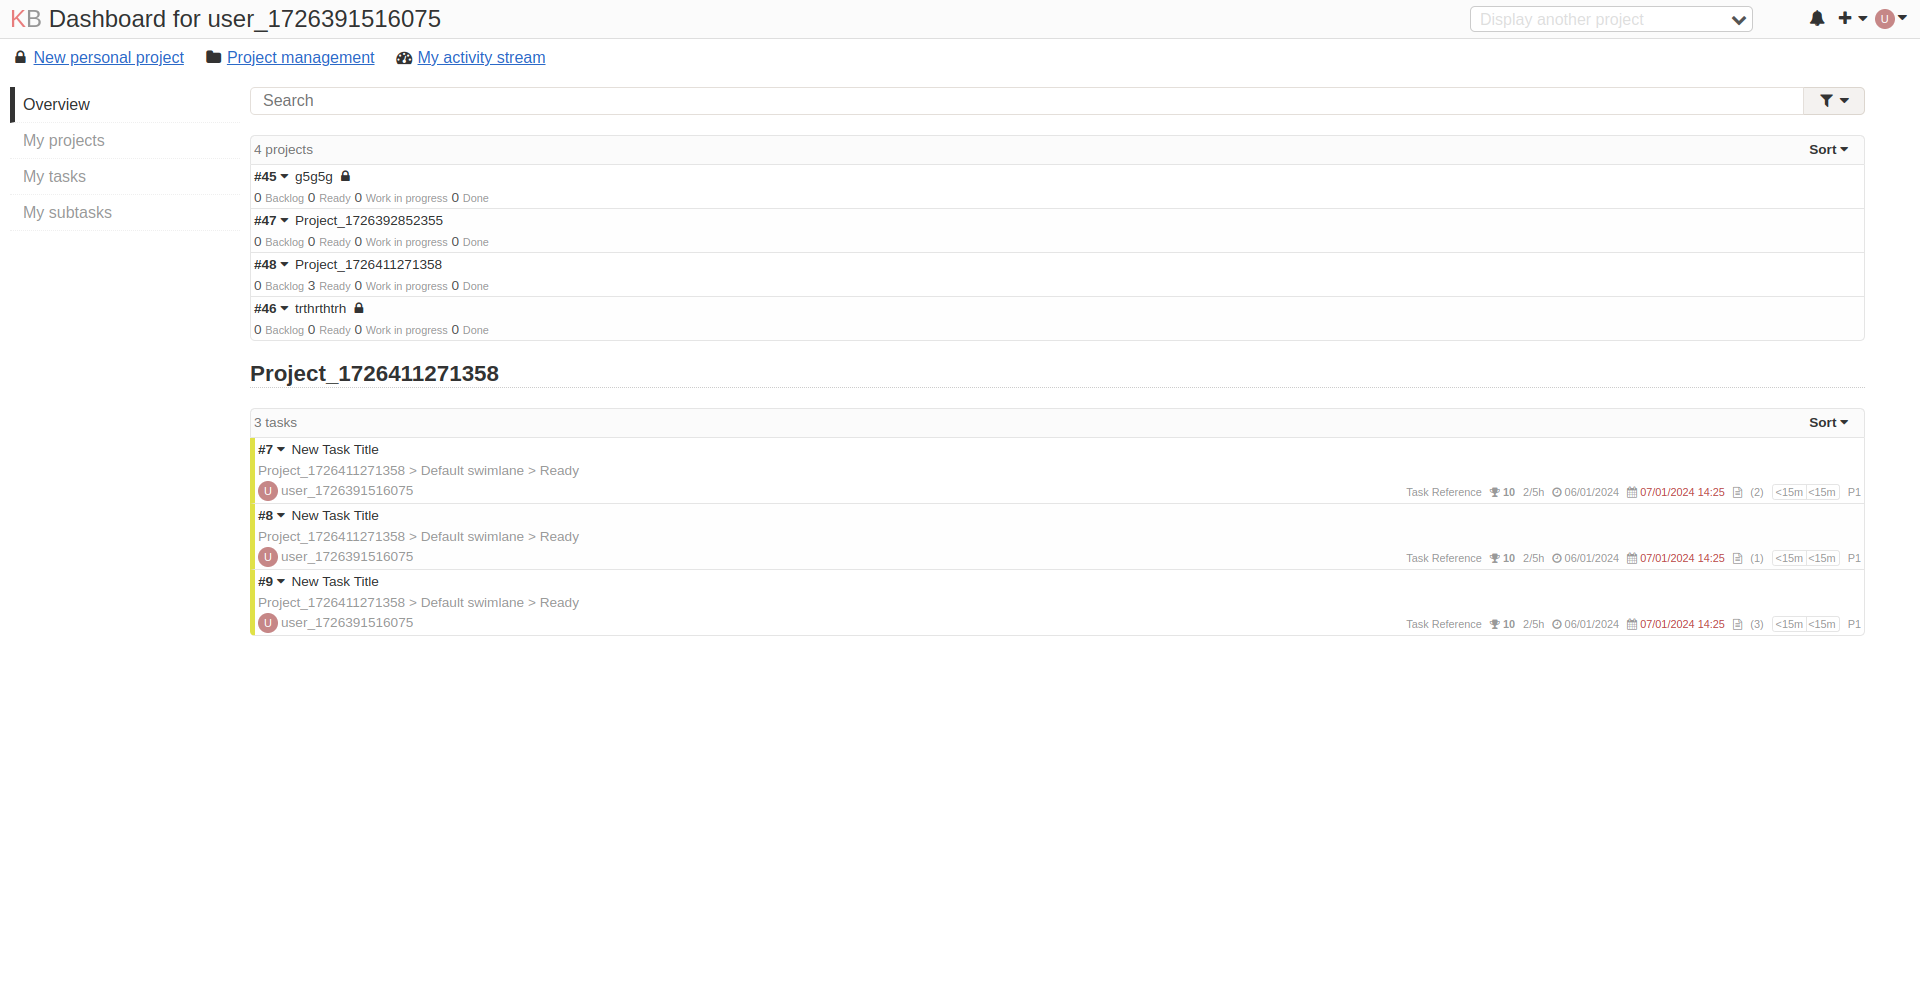 KB Dashboard for user_1726391516075
Display another project
U
New personal project Project management My activity stream
Overview
My projects
My tasks
My subtasks
Search
4 projects Sort
#45 g5g5g
0 Backlog 0 Ready 0 Work in progress 0 Done
#47 Project_1726392852355
0 Backlog 0 Ready 0 Work in progress 0 Done
#48 Project_1726411271358
0 Backlog 3 Ready 0 Work in progress 0 Done
#46 trthrthtrh
0 Backlog 0 Ready 0 Work in progress 0 Done
Project_1726411271358
3 tasks Sort
#7 New Task Title
Project_1726411271358 > Default swimlane > Ready
U user_1726391516075 Task Reference 10 2/5h 06/01/2024 07/01/2024 14:25 (2) <15m <15m P1
#8 New Task Title
Project_1726411271358 > Default swimlane > Ready
U user_1726391516075 Task Reference 10 2/5h 06/01/2024 07/01/2024 14:25 (1) <15m <15m P1
#9 New Task Title
Project_1726411271358 > Default swimlane > Ready
U user_1726391516075 Task Reference 10 2/5h 06/01/2024 07/01/2024 14:25 (3) <15m <15m P1